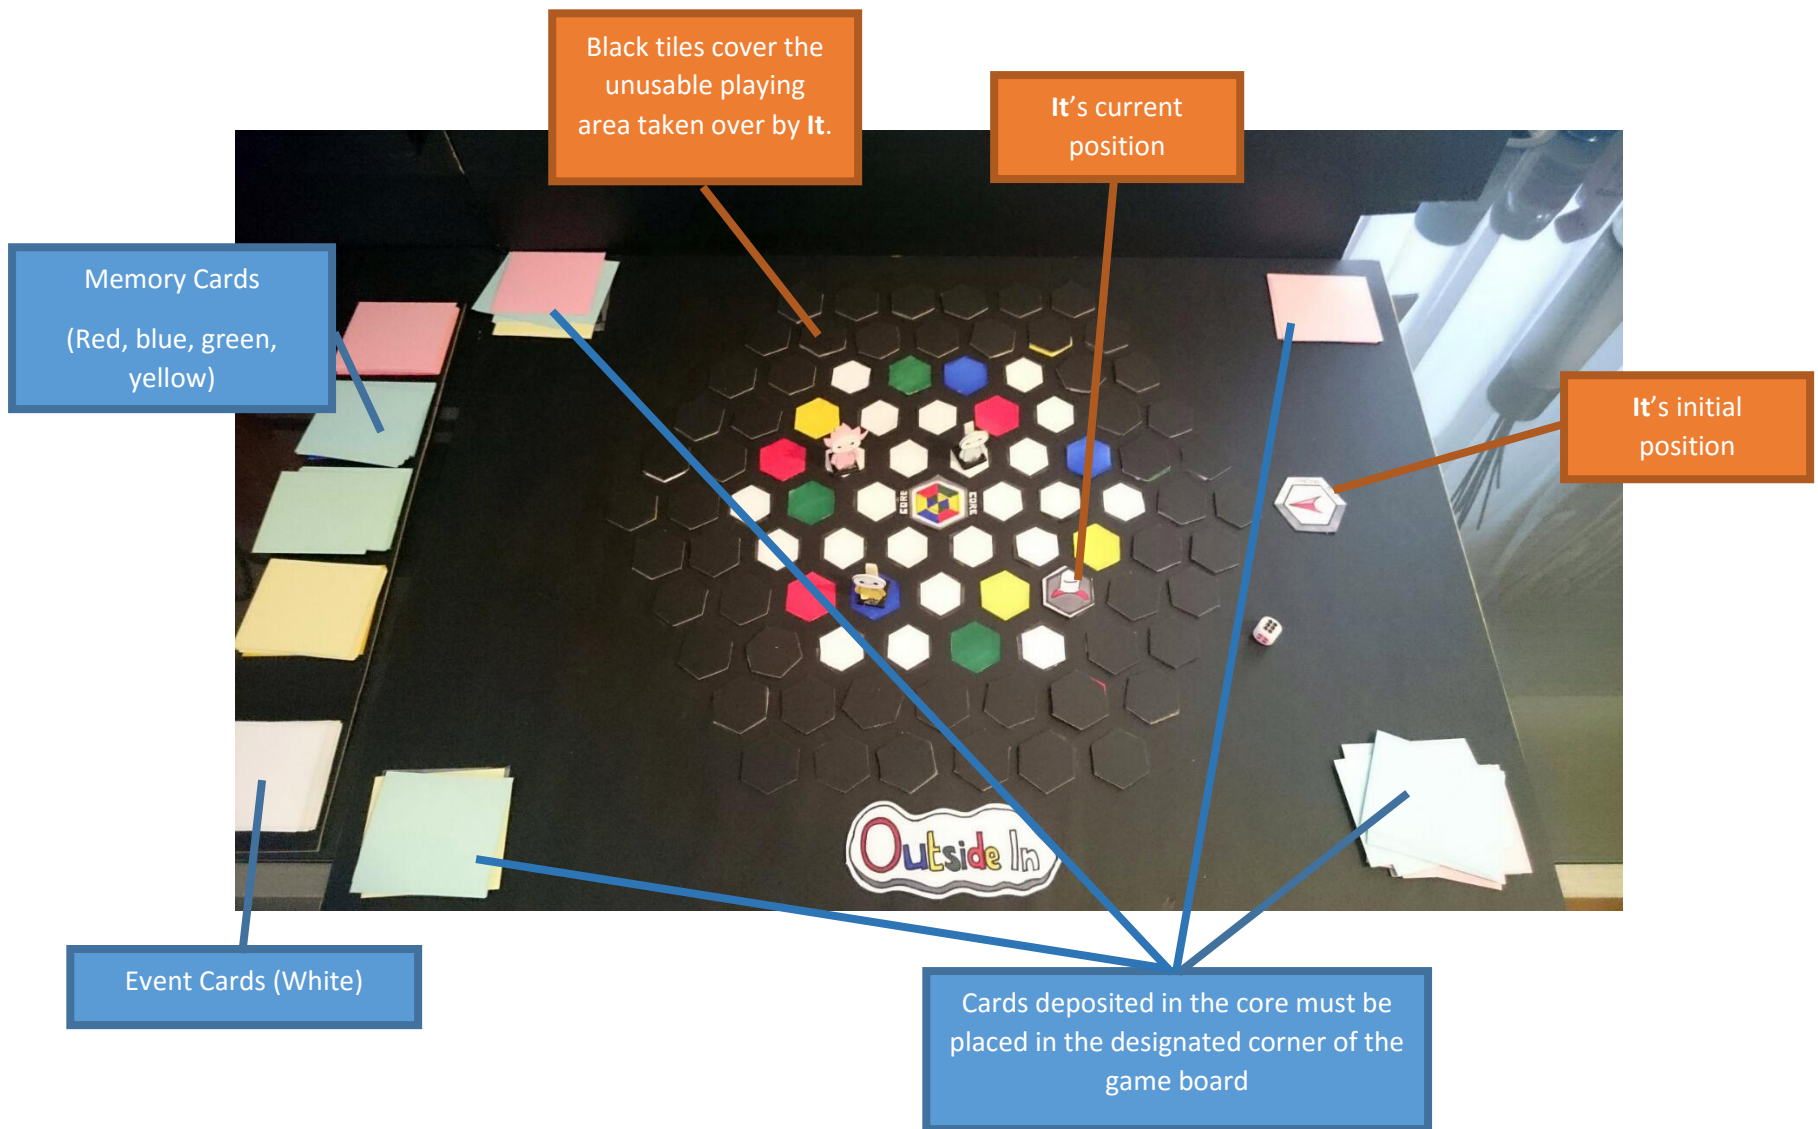 Black tiles cover the
unusable playing
area taken over by It.
It's current
position
Memory Cards
(Red, blue, green,
yellow)
It's initial
position
CORE
CORE
Outside In
Event Cards (White)
Cards deposited in the core must be
placed in the designated corner of the
game board